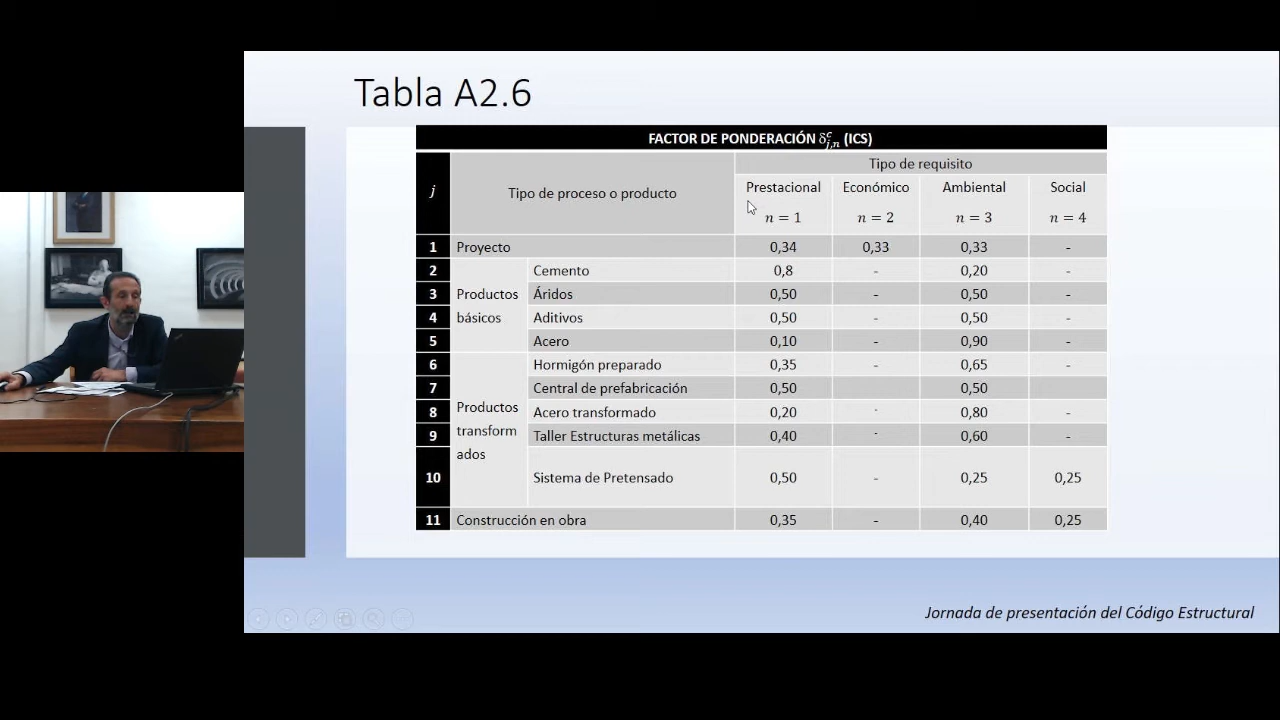 Tabla A2.6
FACTOR DE PONDERACIÓN δᶜⱼ,ₙ (ICS)
j
Tipo de proceso o producto
Tipo de requisito
Prestacional Económico Ambiental Social
n = 1 n = 2 n = 3 n = 4
1 Proyecto 0,34 0,33 0,33 -
2 Cemento 0,8 - 0,20 -
Productos
básicos
3 Áridos 0,50 - 0,50 -
4 Aditivos 0,50 - 0,50 -
5 Acero 0,10 - 0,90 -
6 Hormigón preparado 0,35 - 0,65 -
7 Central de prefabricación 0,50 0,50
Productos
transform
ados
8 Acero transformado 0,20 - 0,80 -
9 Taller Estructuras metálicas 0,40 - 0,60 -
10 Sistema de Pretensado 0,50 - 0,25 0,25
11 Construcción en obra 0,35 - 0,40 0,25
Jornada de presentación del Código Estructural